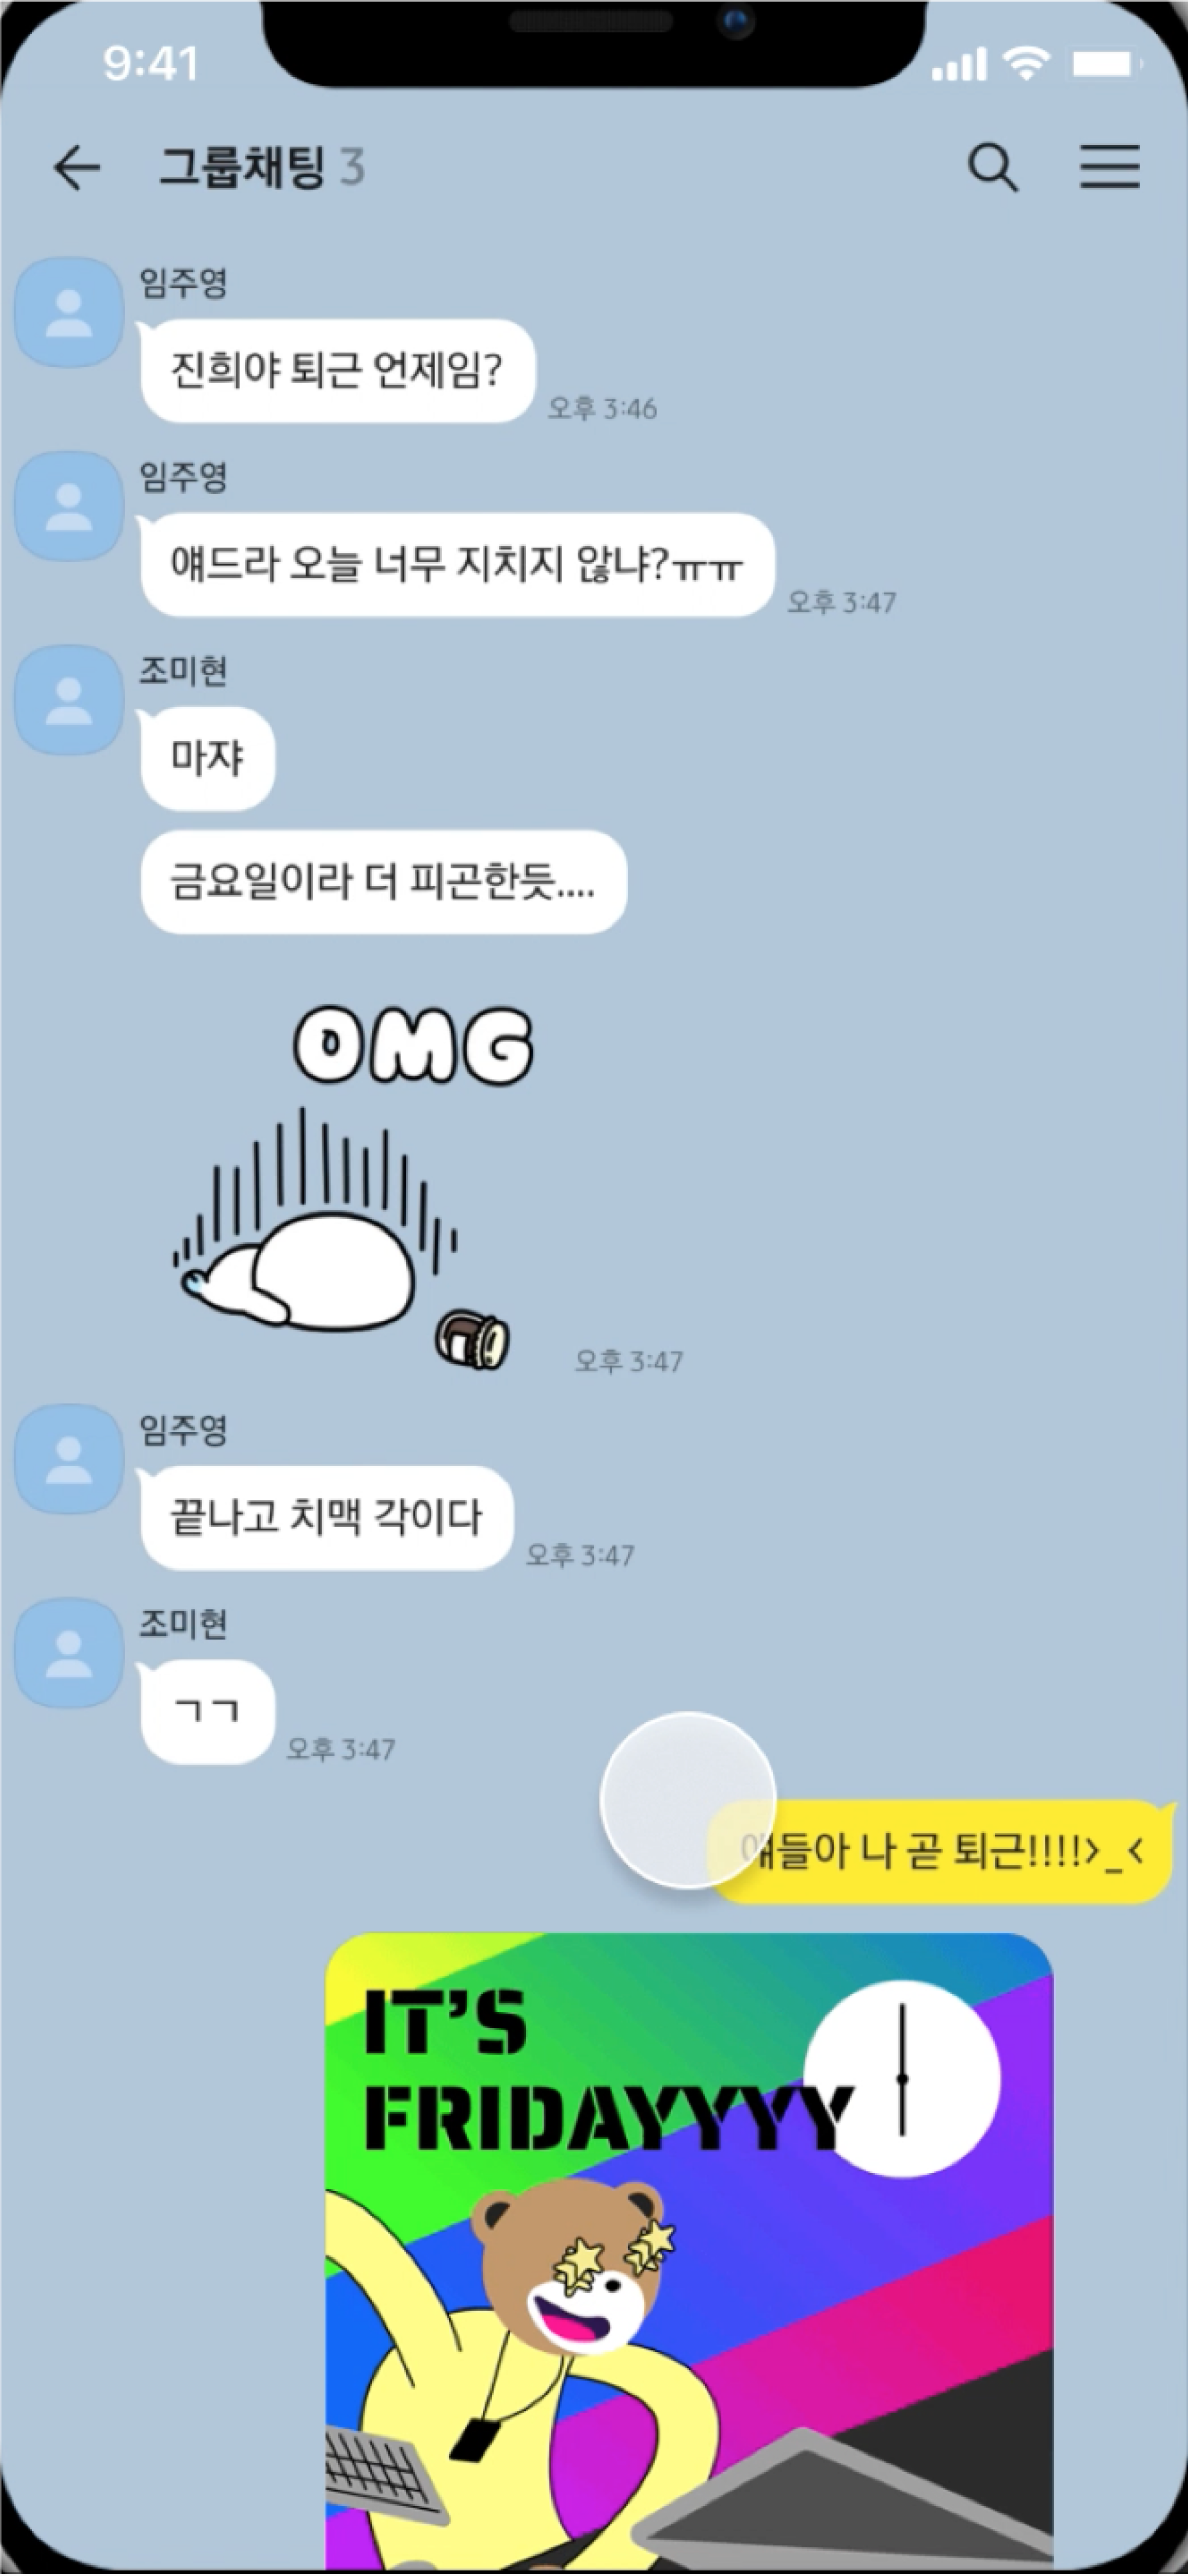 9:41
그룹채팅 3
임주영
진희야 퇴근 언제임?
오후 3:46
임주영
얘드라 오늘 너무 지치지 않냐?ㅠㅠ
오후 3:47
조미현
마쟈
금요일이라 더 피곤한듯....
OMG
오후 3:47
임주영
끝나고 치맥 각이다
오후 3:47
조미현
ㄱㄱ
오후 3:47
얘들아 나 곧 퇴근!!!!>_<
IT'S
FRIDAYYYY